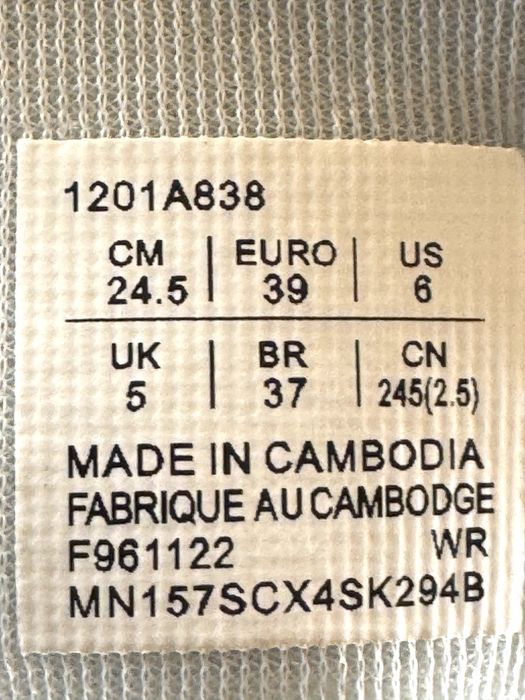 1201A838
CM | EURO | US
24.5 | 39 | 6
UK | BR | CN
5 | 37 | 245(2.5)
MADE IN CAMBODIA
FABRIQUE AU CAMBODGE
F961122 WR
MN157SCX4SK294B